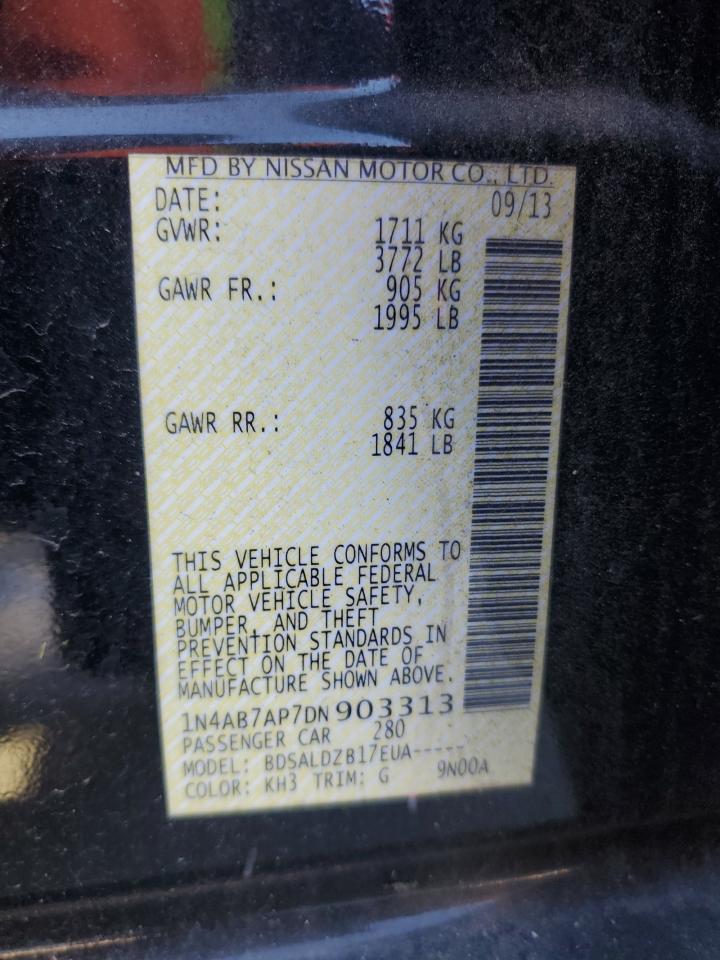 MFD BY NISSAN MOTOR CO., LTD.
DATE: 09/13
GVWR: 1711 KG
3772 LB
GAWR FR.: 905 KG
1995 LB
GAWR RR.: 835 KG
1841 LB
THIS VEHICLE CONFORMS TO
ALL APPLICABLE FEDERAL
MOTOR VEHICLE SAFETY,
BUMPER, AND THEFT
PREVENTION STANDARDS IN
EFFECT ON THE DATE OF
MANUFACTURE SHOWN ABOVE.
1N4AB7AP7DN903313
PASSENGER CAR 280
MODEL: BDSALDZB17EUA-----
COLOR: KH3 TRIM: G 9N00A